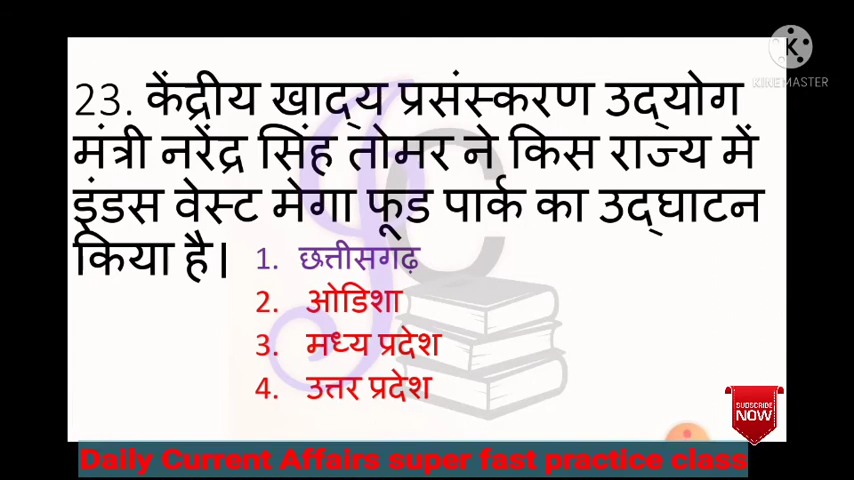 K
KINEMASTER
23. केंद्रीय खाद्य प्रसंस्करण उद्योग
मंत्री नरेंद्र सिंह तोमर ने किस राज्य में
इंडस वेस्ट मेगा फूड पार्क का उद्घाटन
किया है।
1. छत्तीसगढ़
2. ओडिशा
3. मध्य प्रदेश
4. उत्तर प्रदेश
SUBSCRIBE
NOW
Daily Current Affairs super fast practice class